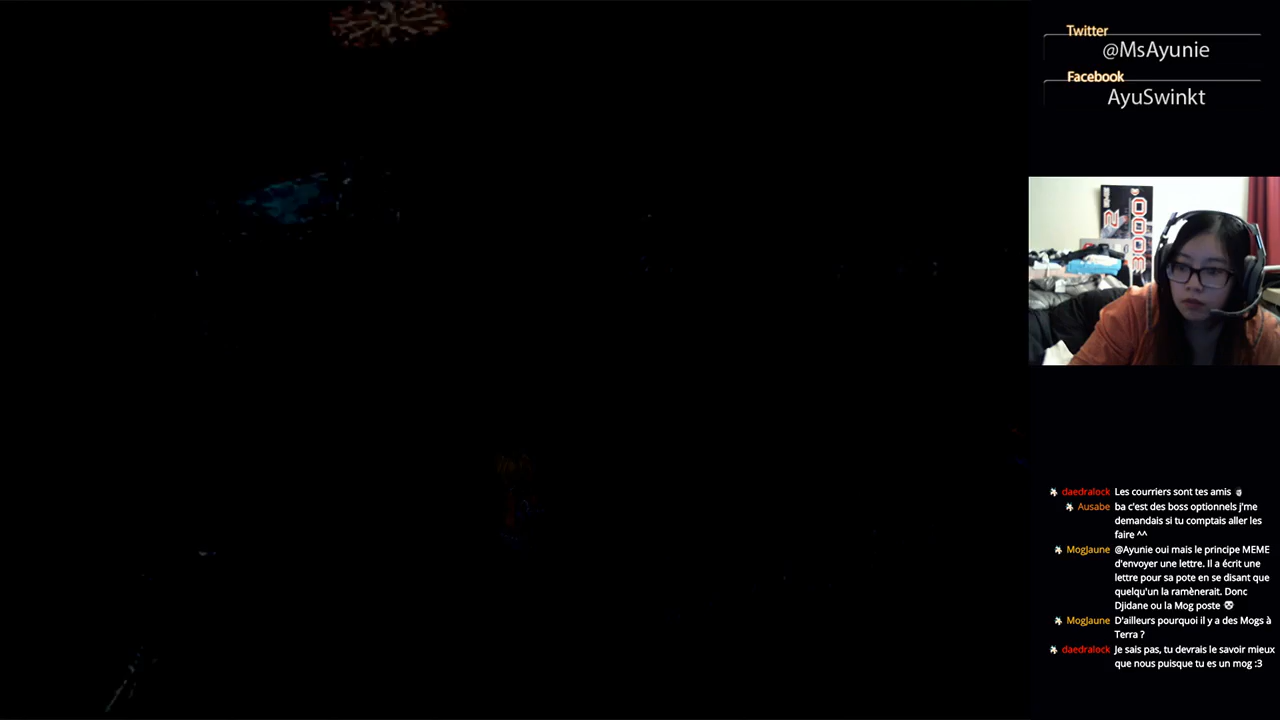 Twitter
@MsAyunie
Facebook
AyuSwinkt
2
3000
daedralock Les courriers sont tes amis
Ausabe ba c'est des boss optionnels j'me
demandais si tu comptais aller les
faire ^^
MogJaune @Ayunie oui mais le principe MEME
d'envoyer une lettre. Il a écrit une
lettre pour sa pote en se disant que
quelqu'un la ramènerait. Donc
Djidane ou la Mog poste
MogJaune D'ailleurs pourquoi il y a des Mogs à
Terra ?
daedralock Je sais pas, tu devrais le savoir mieux
que nous puisque tu es un mog :3